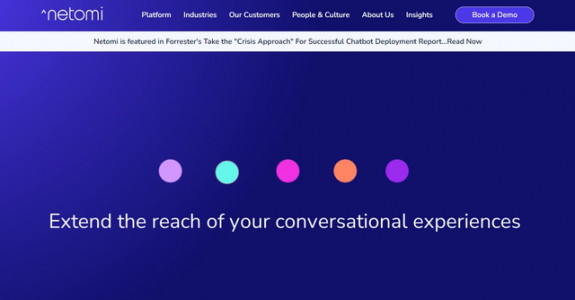 ^netomi
Platform Industries Our Customers People & Culture About Us Insights Book a Demo
Netomi is featured in Forrester's Take the "Crisis Approach" For Successful Chatbot Deployment Report...Read Now
Extend the reach of your conversational experiences